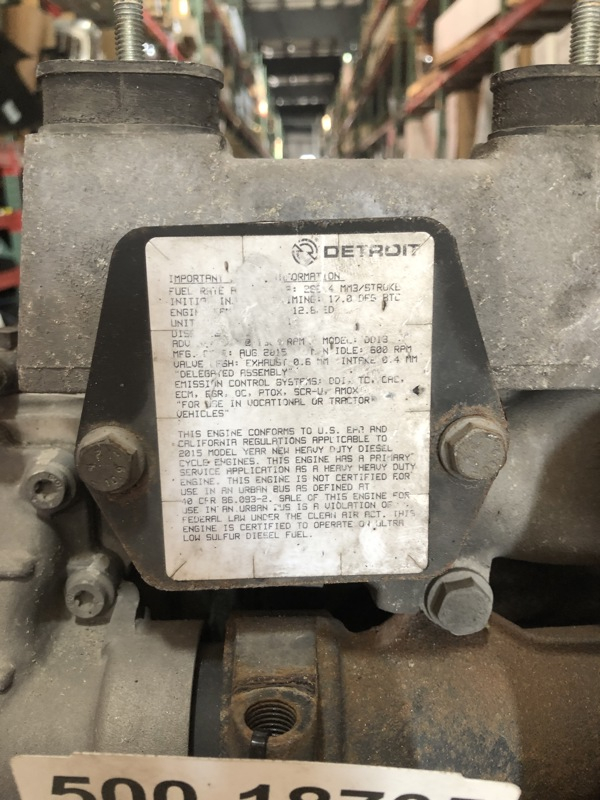 DETROIT
IMPORTANT INFORMATION
FUEL RATE MM3/STROKE
17.0 DEG BTC
12.8
UNIT
RPM MODEL: DD13
MFG. AUG 2015 IDLE: 600 RPM
VALVE LASH: EXHAUST 0.6 MM INTAKE 0.4 MM
"DELEGATED ASSEMBLY"
EMISSION CONTROL SYSTEMS: DDI, TC, CAC,
ECM, EGR, OC, PTOX, SCR-U, AMOX
"FOR USE IN VOCATIONAL OR TRACTOR
VEHICLES"
THIS ENGINE CONFORMS TO U.S. EPA AND
CALIFORNIA REGULATIONS APPLICABLE TO
2015 MODEL YEAR NEW HEAVY DUTY DIESEL
CYCLE ENGINES. THIS ENGINE HAS A PRIMARY
SERVICE APPLICATION AS A HEAVY HEAVY DUTY
ENGINE. THIS ENGINE IS NOT CERTIFIED FOR
USE IN AN URBAN BUS AS DEFINED AT
40 CFR 86.093-2. SALE OF THIS ENGINE FOR
USE IN AN URBAN BUS IS A VIOLATION OF
FEDERAL LAW UNDER THE CLEAN AIR ACT. THIS
ENGINE IS CERTIFIED TO OPERATE ON ULTRA
LOW SULFUR DIESEL FUEL.